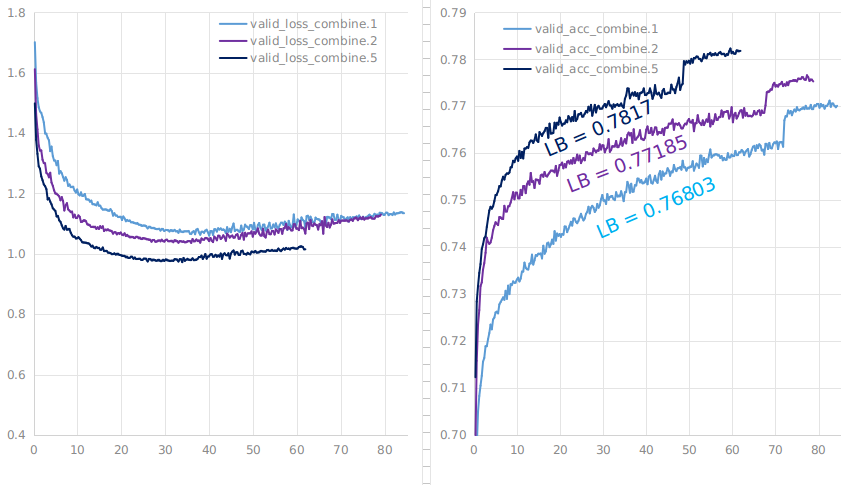 1.8
1.6
1.4
1.2
1.0
0.8
0.6
0.4
0 10 20 30 40 50 60 70 80
valid_loss_combine.1
valid_loss_combine.2
valid_loss_combine.5
0.79
0.78
0.77
0.76
0.75
0.74
0.73
0.72
0.71
0.70
0 10 20 30 40 50 60 70 80
valid_acc_combine.1
valid_acc_combine.2
valid_acc_combine.5
LB = 0.7817
LB = 0.77185
LB = 0.76803